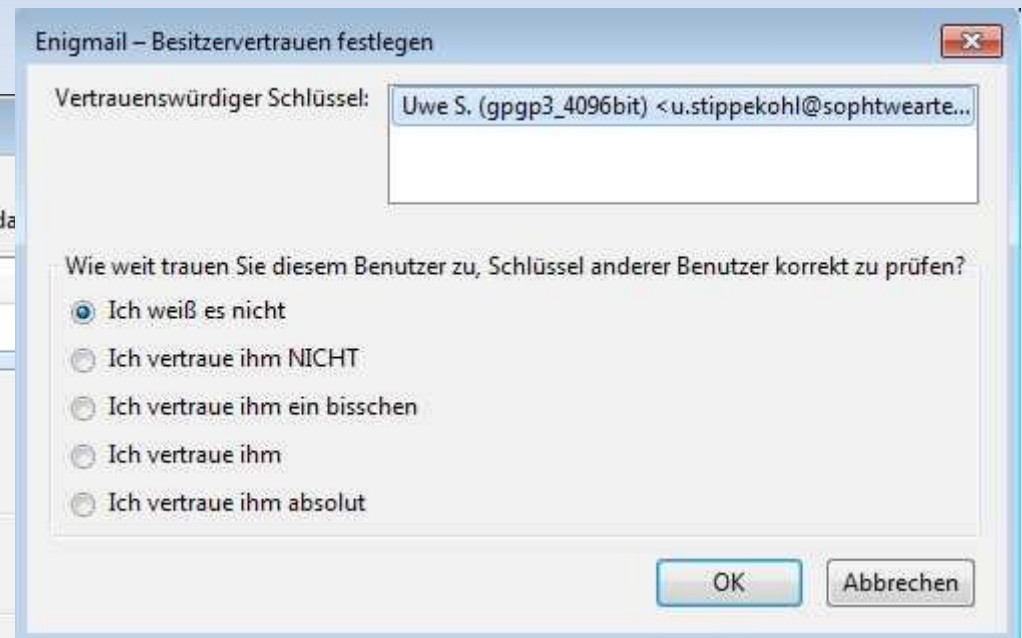 Enigmail – Besitzervertrauen festlegen
Vertrauenswürdiger Schlüssel: Uwe S. (gpgp3_4096bit) <u.stippekohl@sophtwearte...
da
Wie weit trauen Sie diesem Benutzer zu, Schlüssel anderer Benutzer korrekt zu prüfen?
Ich weiß es nicht
Ich vertraue ihm NICHT
Ich vertraue ihm ein bisschen
Ich vertraue ihm
Ich vertraue ihm absolut
OK Abbrechen